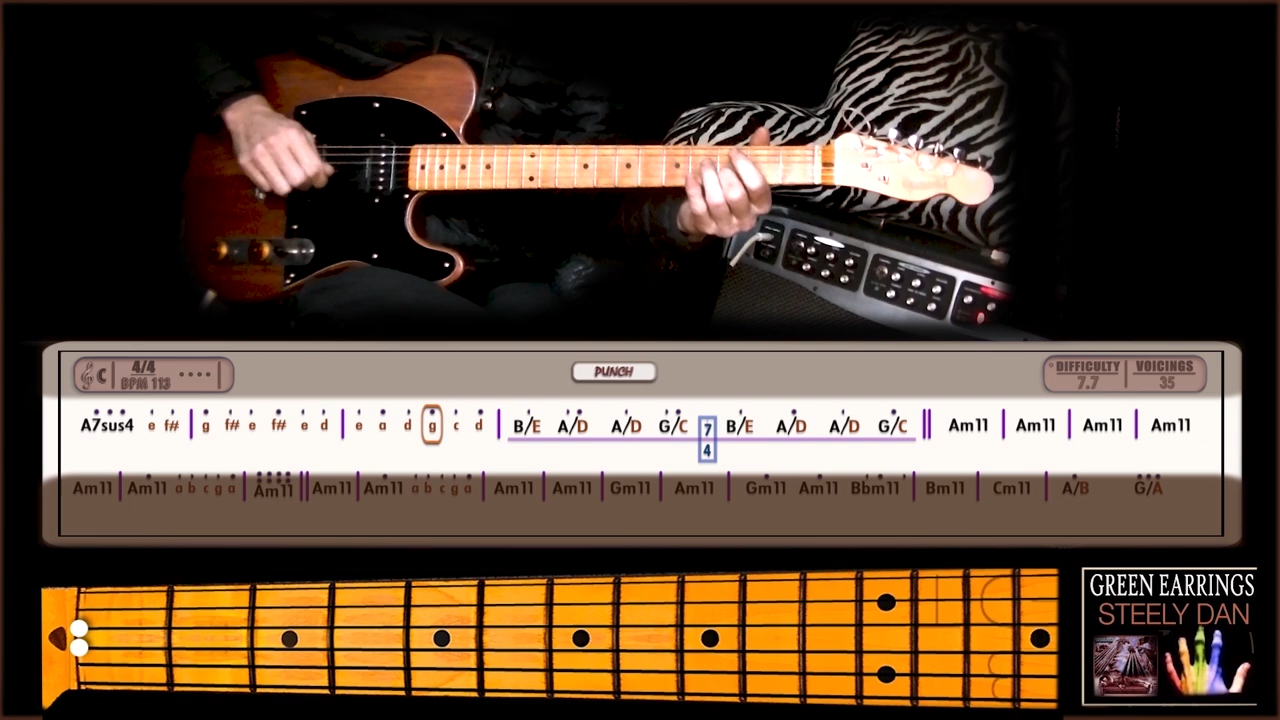 C 4/4 BPM 113
PUNCH
DIFFICULTY 7.7 VOICINGS 35
A7sus4 e f# g f# e f# e d e a d g c d B/E A/D A/D G/C 7/4 B/E A/D A/D G/C Am11 Am11 Am11 Am11
Am11 Am11 a b c g a Am11 Am11 Am11 a b c g a Am11 Am11 Gm11 Am11 Gm11 Am11 Bbm11 Bm11 Cm11 A/B G/A
GREEN EARRINGS
STEELY DAN